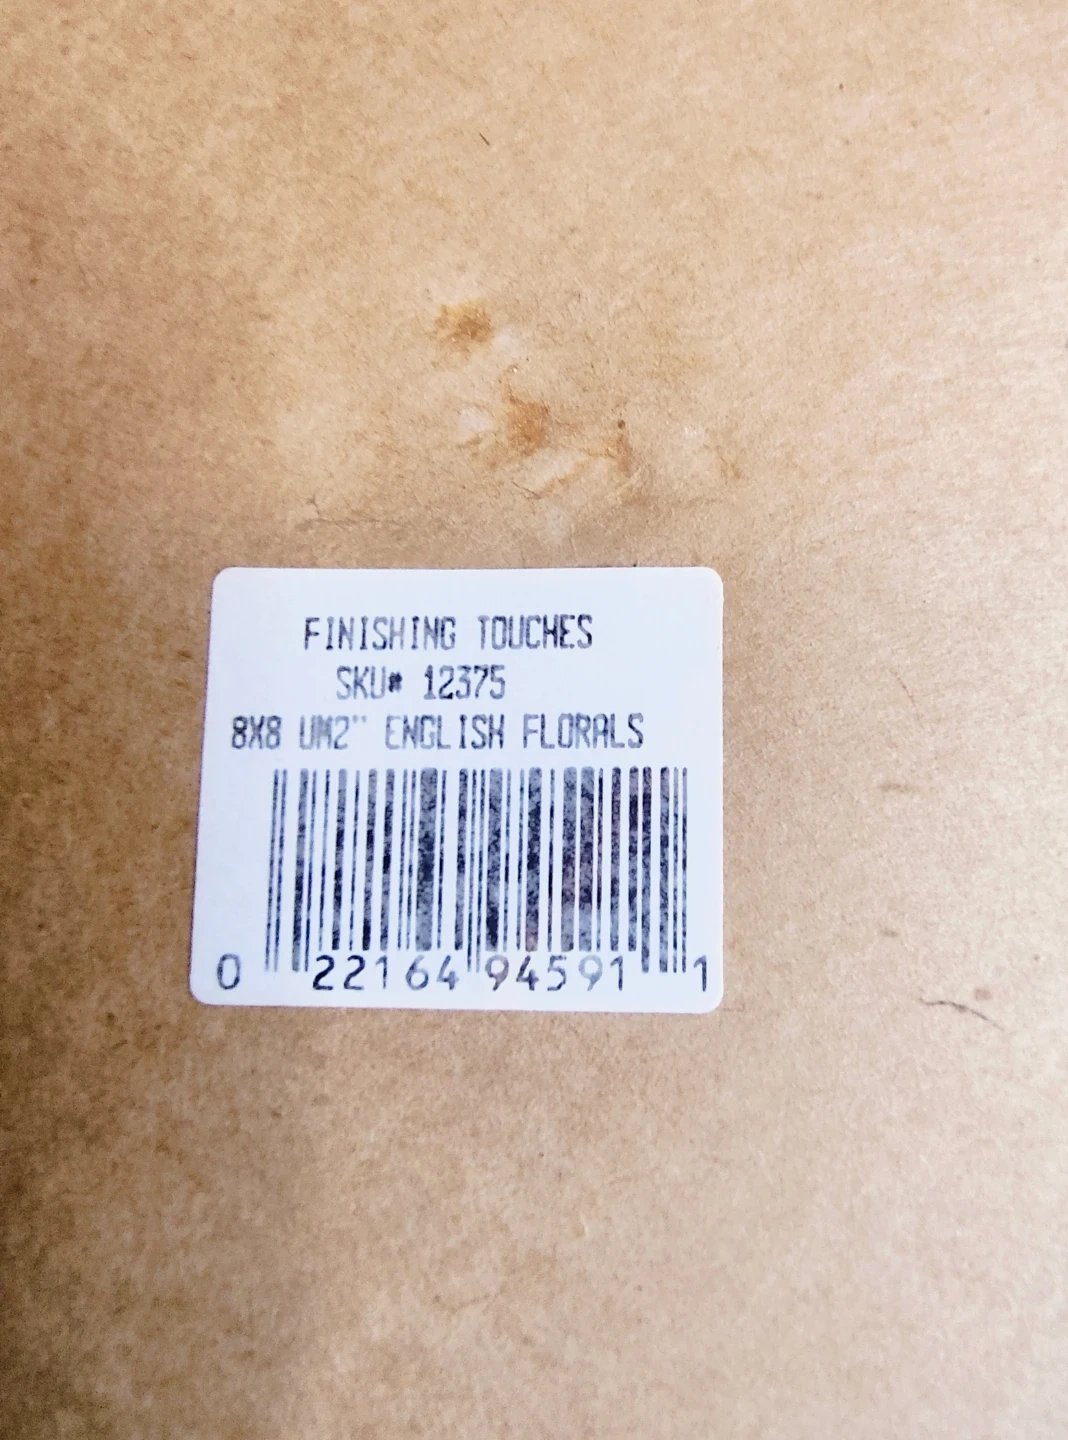 FINISHING TOUCHES
SKU# 12375
8X8 UM2" ENGLISH FLORALS
0 22164 94591 1